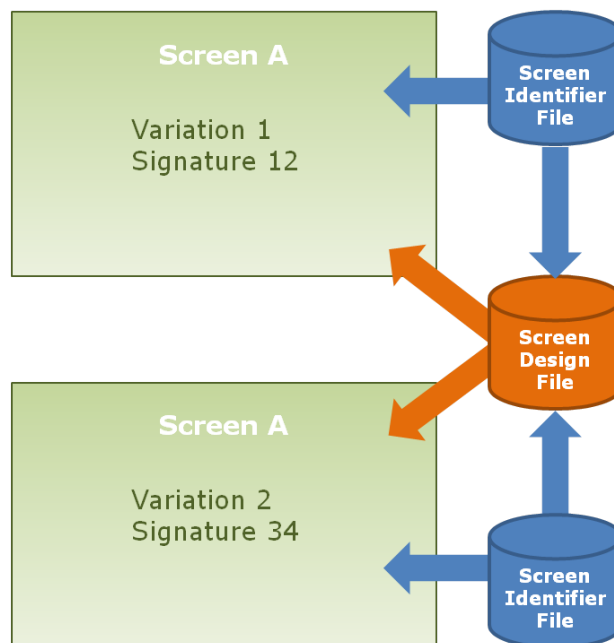 Screen A
Variation 1
Signature 12
Screen
Identifier
File
Screen
Design
File
Screen A
Variation 2
Signature 34
Screen
Identifier
File